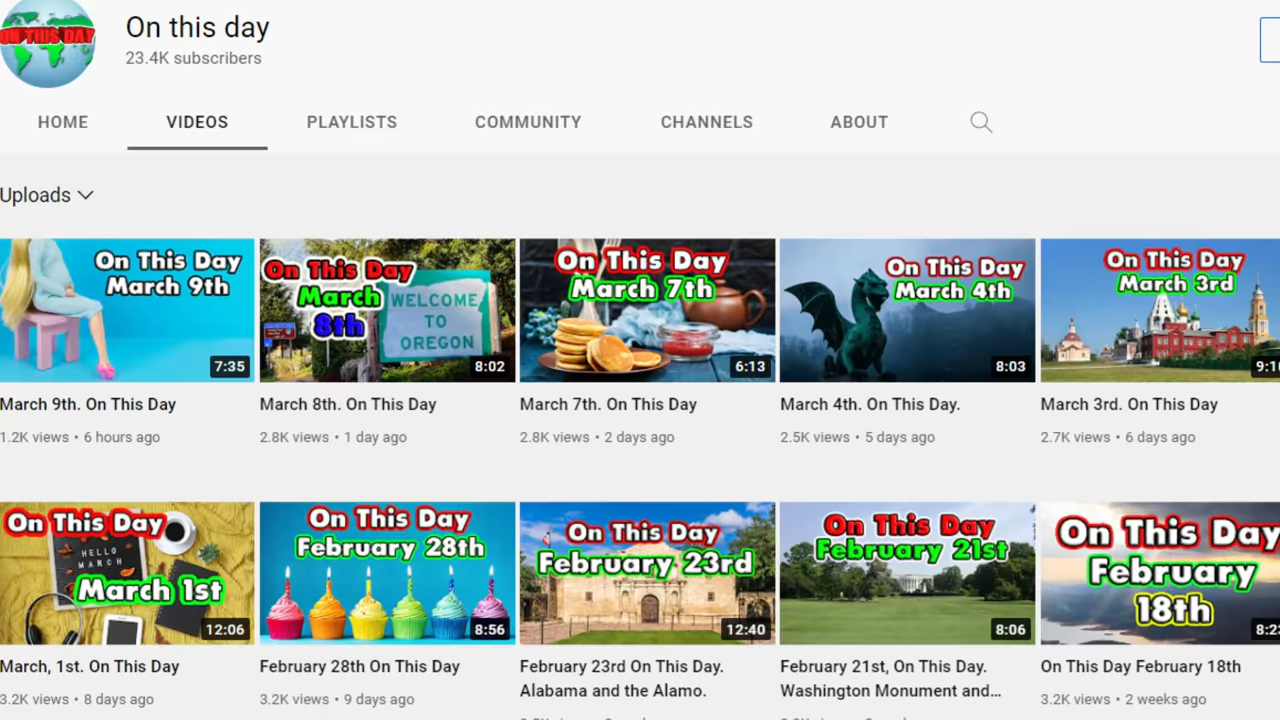 ON THIS DAY
On this day
23.4K subscribers
HOME VIDEOS PLAYLISTS COMMUNITY CHANNELS ABOUT
Uploads
On This Day
March 9th
7:35
On This Day
March
8th
WELCOME
TO
OREGON
8:02
On This Day
March 7th
6:13
On This Day
March 4th
8:03
On This Day
March 3rd
March 9th. On This Day
1.2K views • 6 hours ago
March 8th. On This Day
2.8K views • 1 day ago
March 7th. On This Day
2.8K views • 2 days ago
March 4th. On This Day.
2.5K views • 5 days ago
March 3rd. On This Day
2.7K views • 6 days ago
On This Day
HELLO
MARCH
March 1st
12:06
On This Day
February 28th
8:56
On This Day
February 23rd
12:40
On This Day
February 21st
8:06
On This Day
February
18th
March, 1st. On This Day
3.2K views • 8 days ago
February 28th On This Day
3.2K views • 9 days ago
February 23rd On This Day.
Alabama and the Alamo.
February 21st, On This Day.
Washington Monument and...
On This Day February 18th
3.2K views • 2 weeks ago